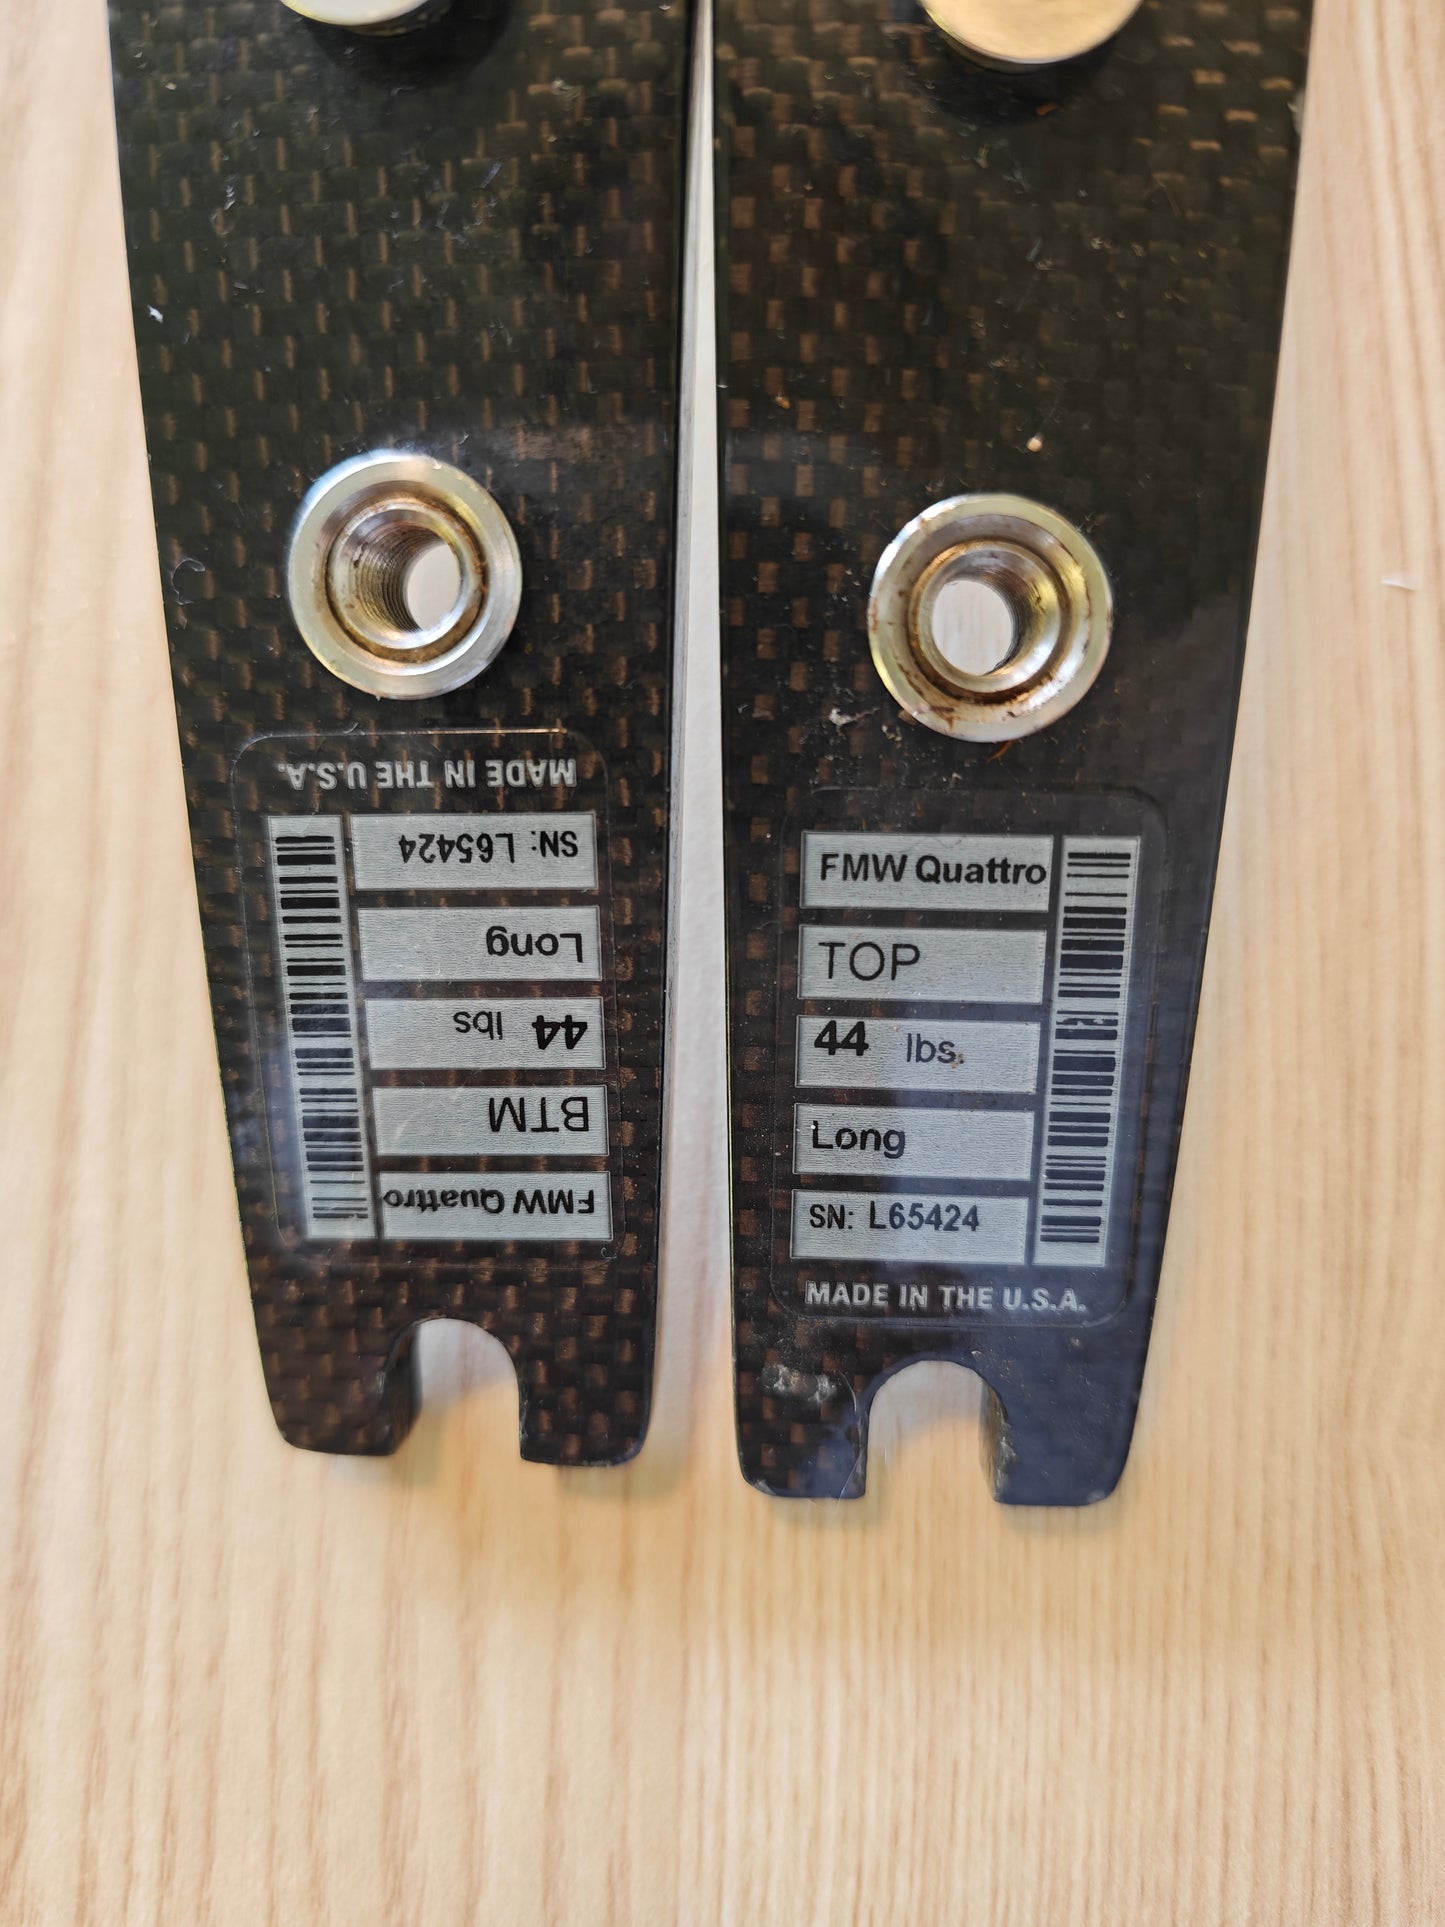 MADE IN THE U.S.A.
SN: L65424
Long
44 lbs
BTM
FMW Quattro
FMW Quattro
TOP
44 lbs.
Long
SN: L65424
MADE IN THE U.S.A.